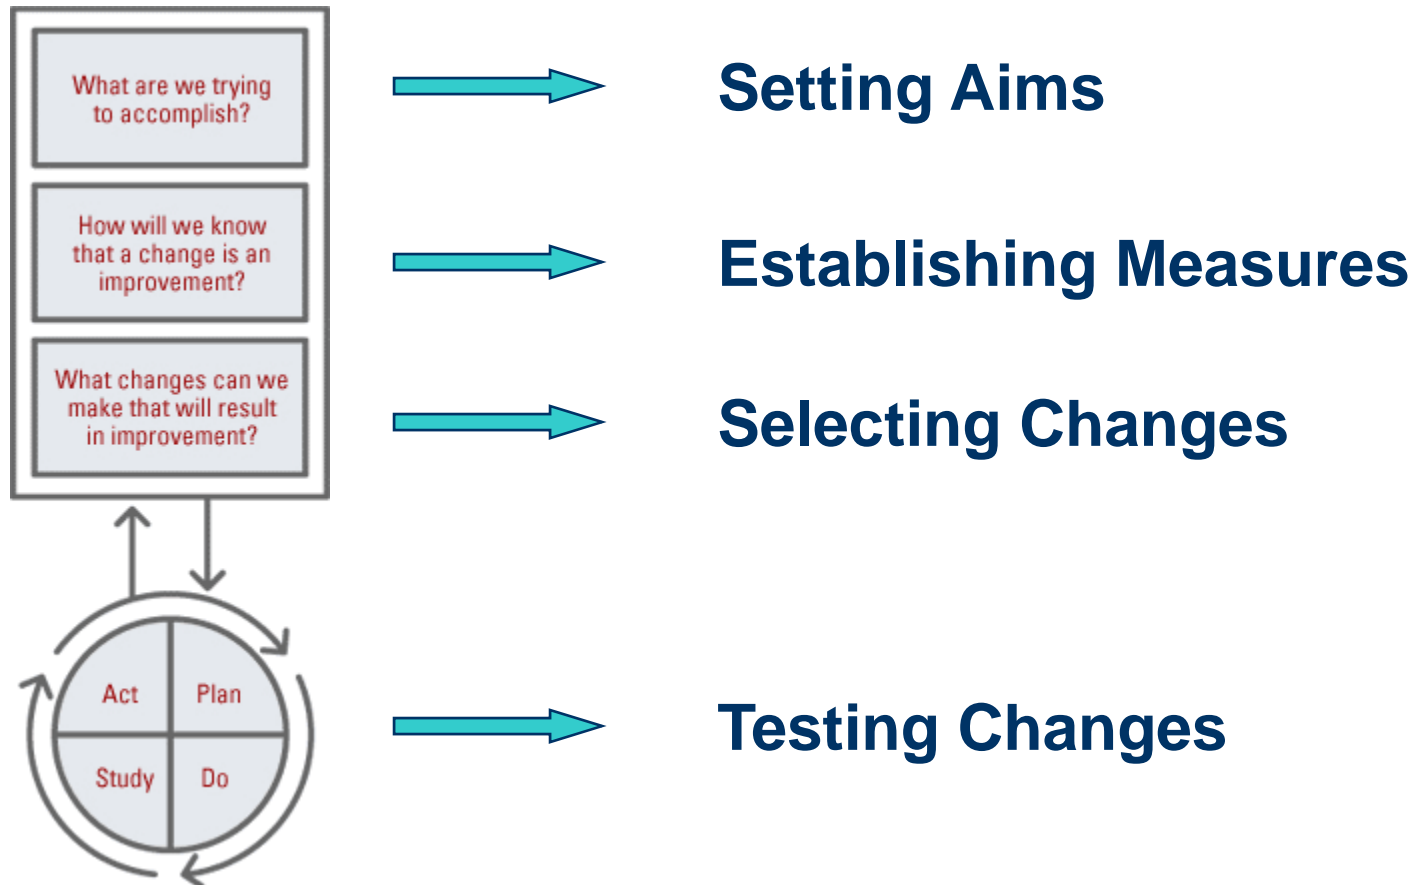 What are we trying
to accomplish?
Setting Aims
How will we know
that a change is an
improvement?
Establishing Measures
What changes can we
make that will result
in improvement?
Selecting Changes
Act
Plan
Study
Do
Testing Changes